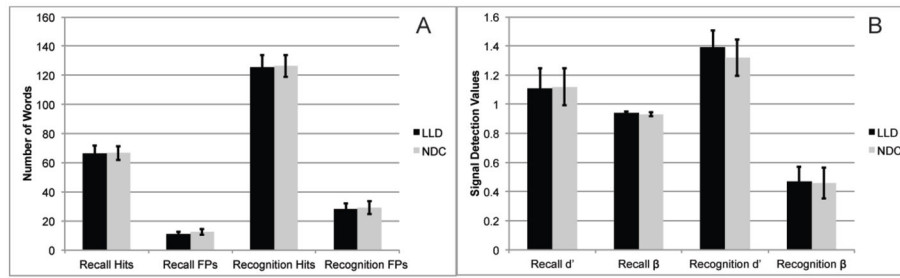 A
Number of Words
160
140
120
100
80
60
40
20
0
Recall Hits Recall FPs Recognition Hits Recognition FPs
LLD
NDC
B
Signal Detection Values
1.6
1.4
1.2
1
0.8
0.6
0.4
0.2
0
Recall d' Recall β Recognition d' Recognition β
LLD
NDC